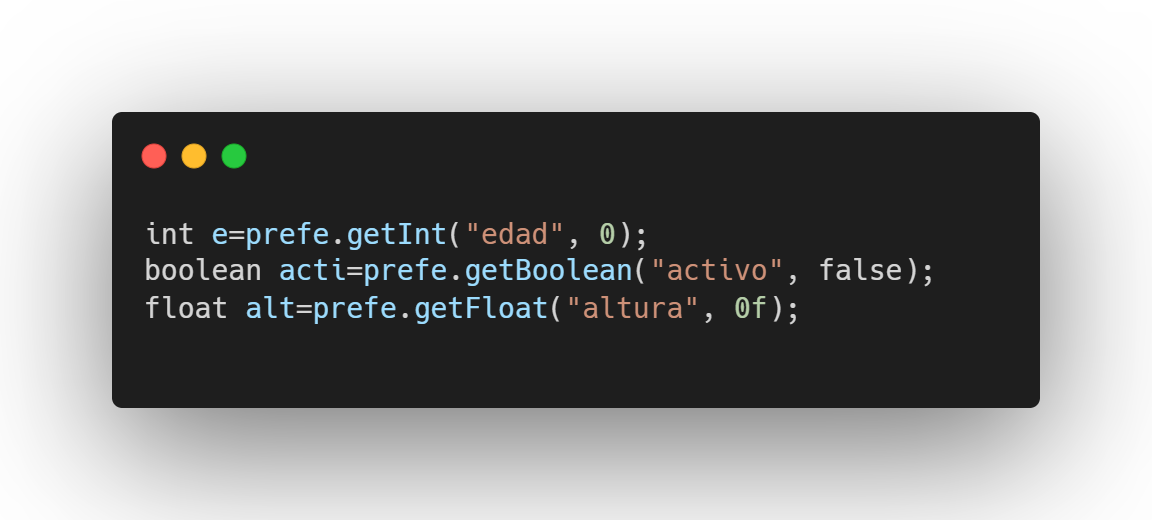 int e=prefe.getInt("edad", 0);
boolean acti=prefe.getBoolean("activo", false);
float alt=prefe.getFloat("altura", 0f);